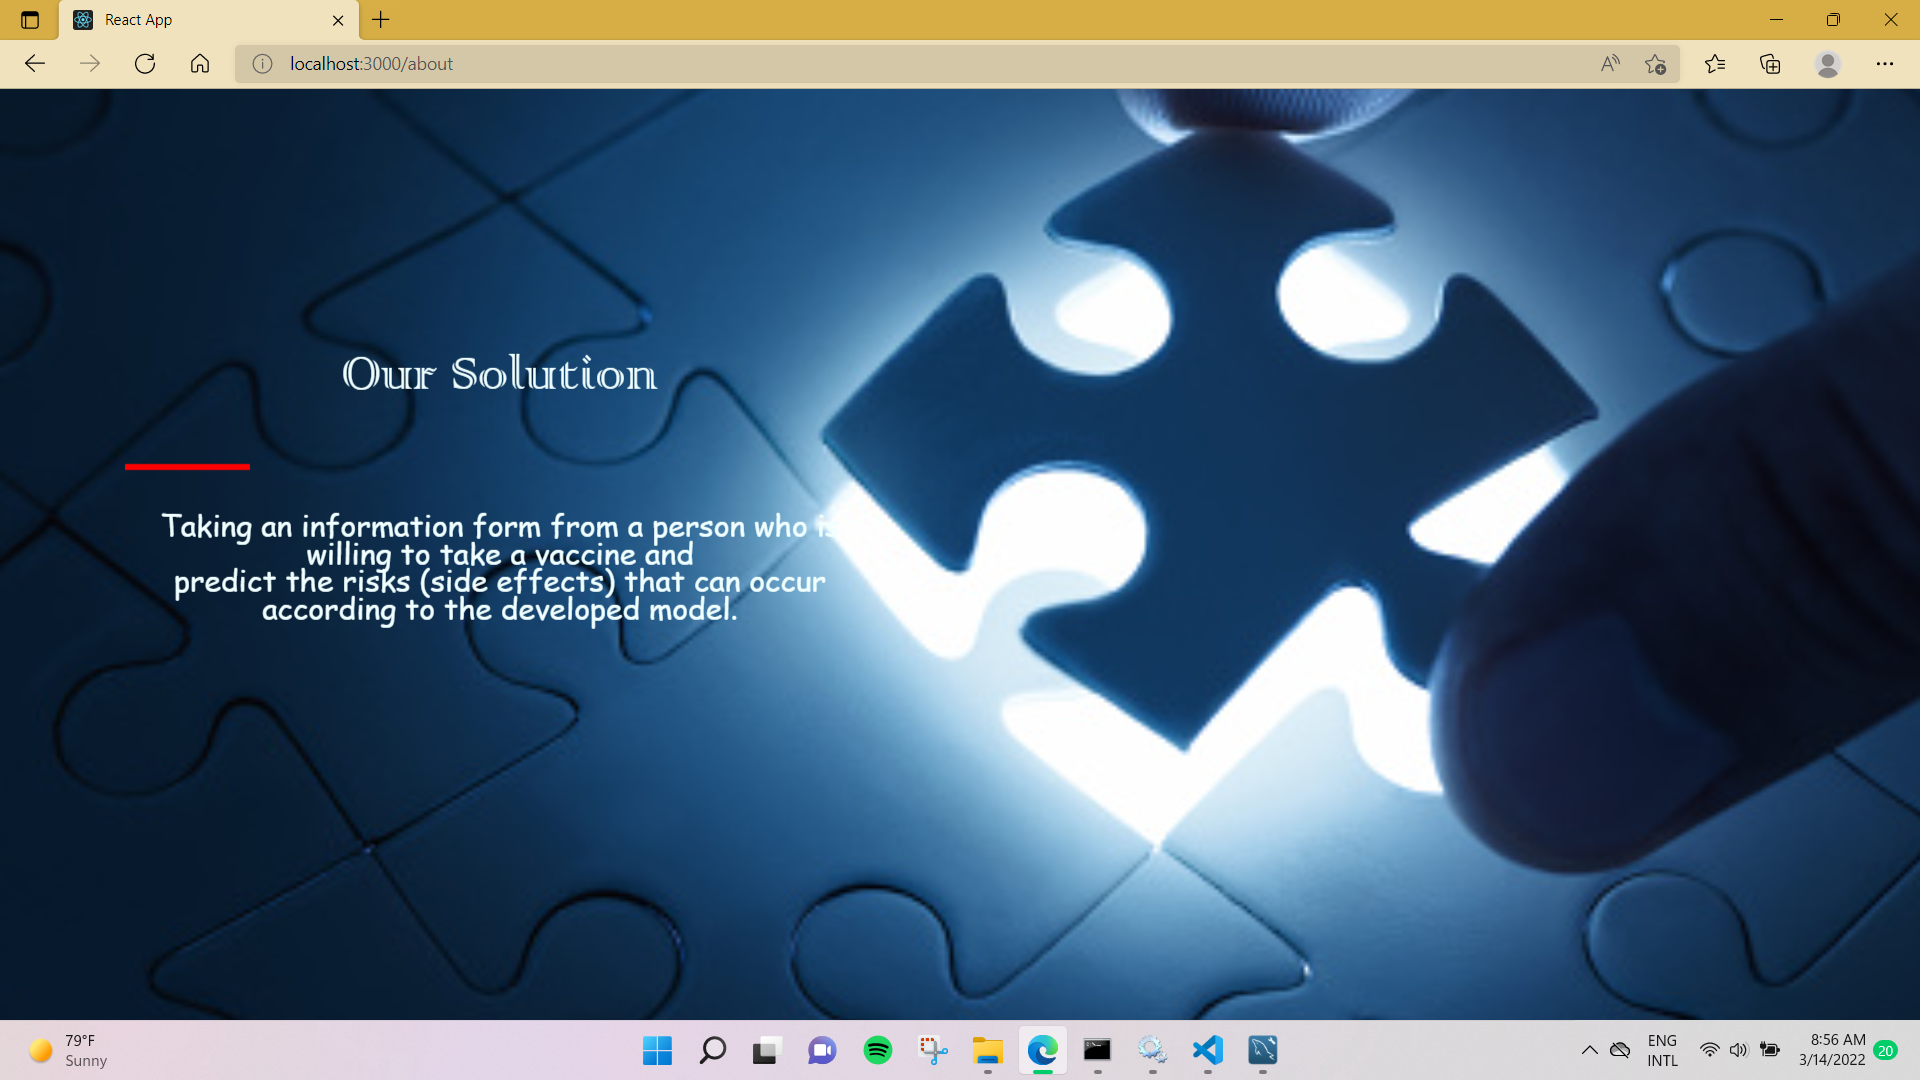 React App
localhost:3000/about
Our Solution
Taking an information form from a person who is
willing to take a vaccine and
predict the risks (side effects) that can occur
according to the developed model.
79°F
Sunny
ENG
INTL
8:56 AM
3/14/2022
20